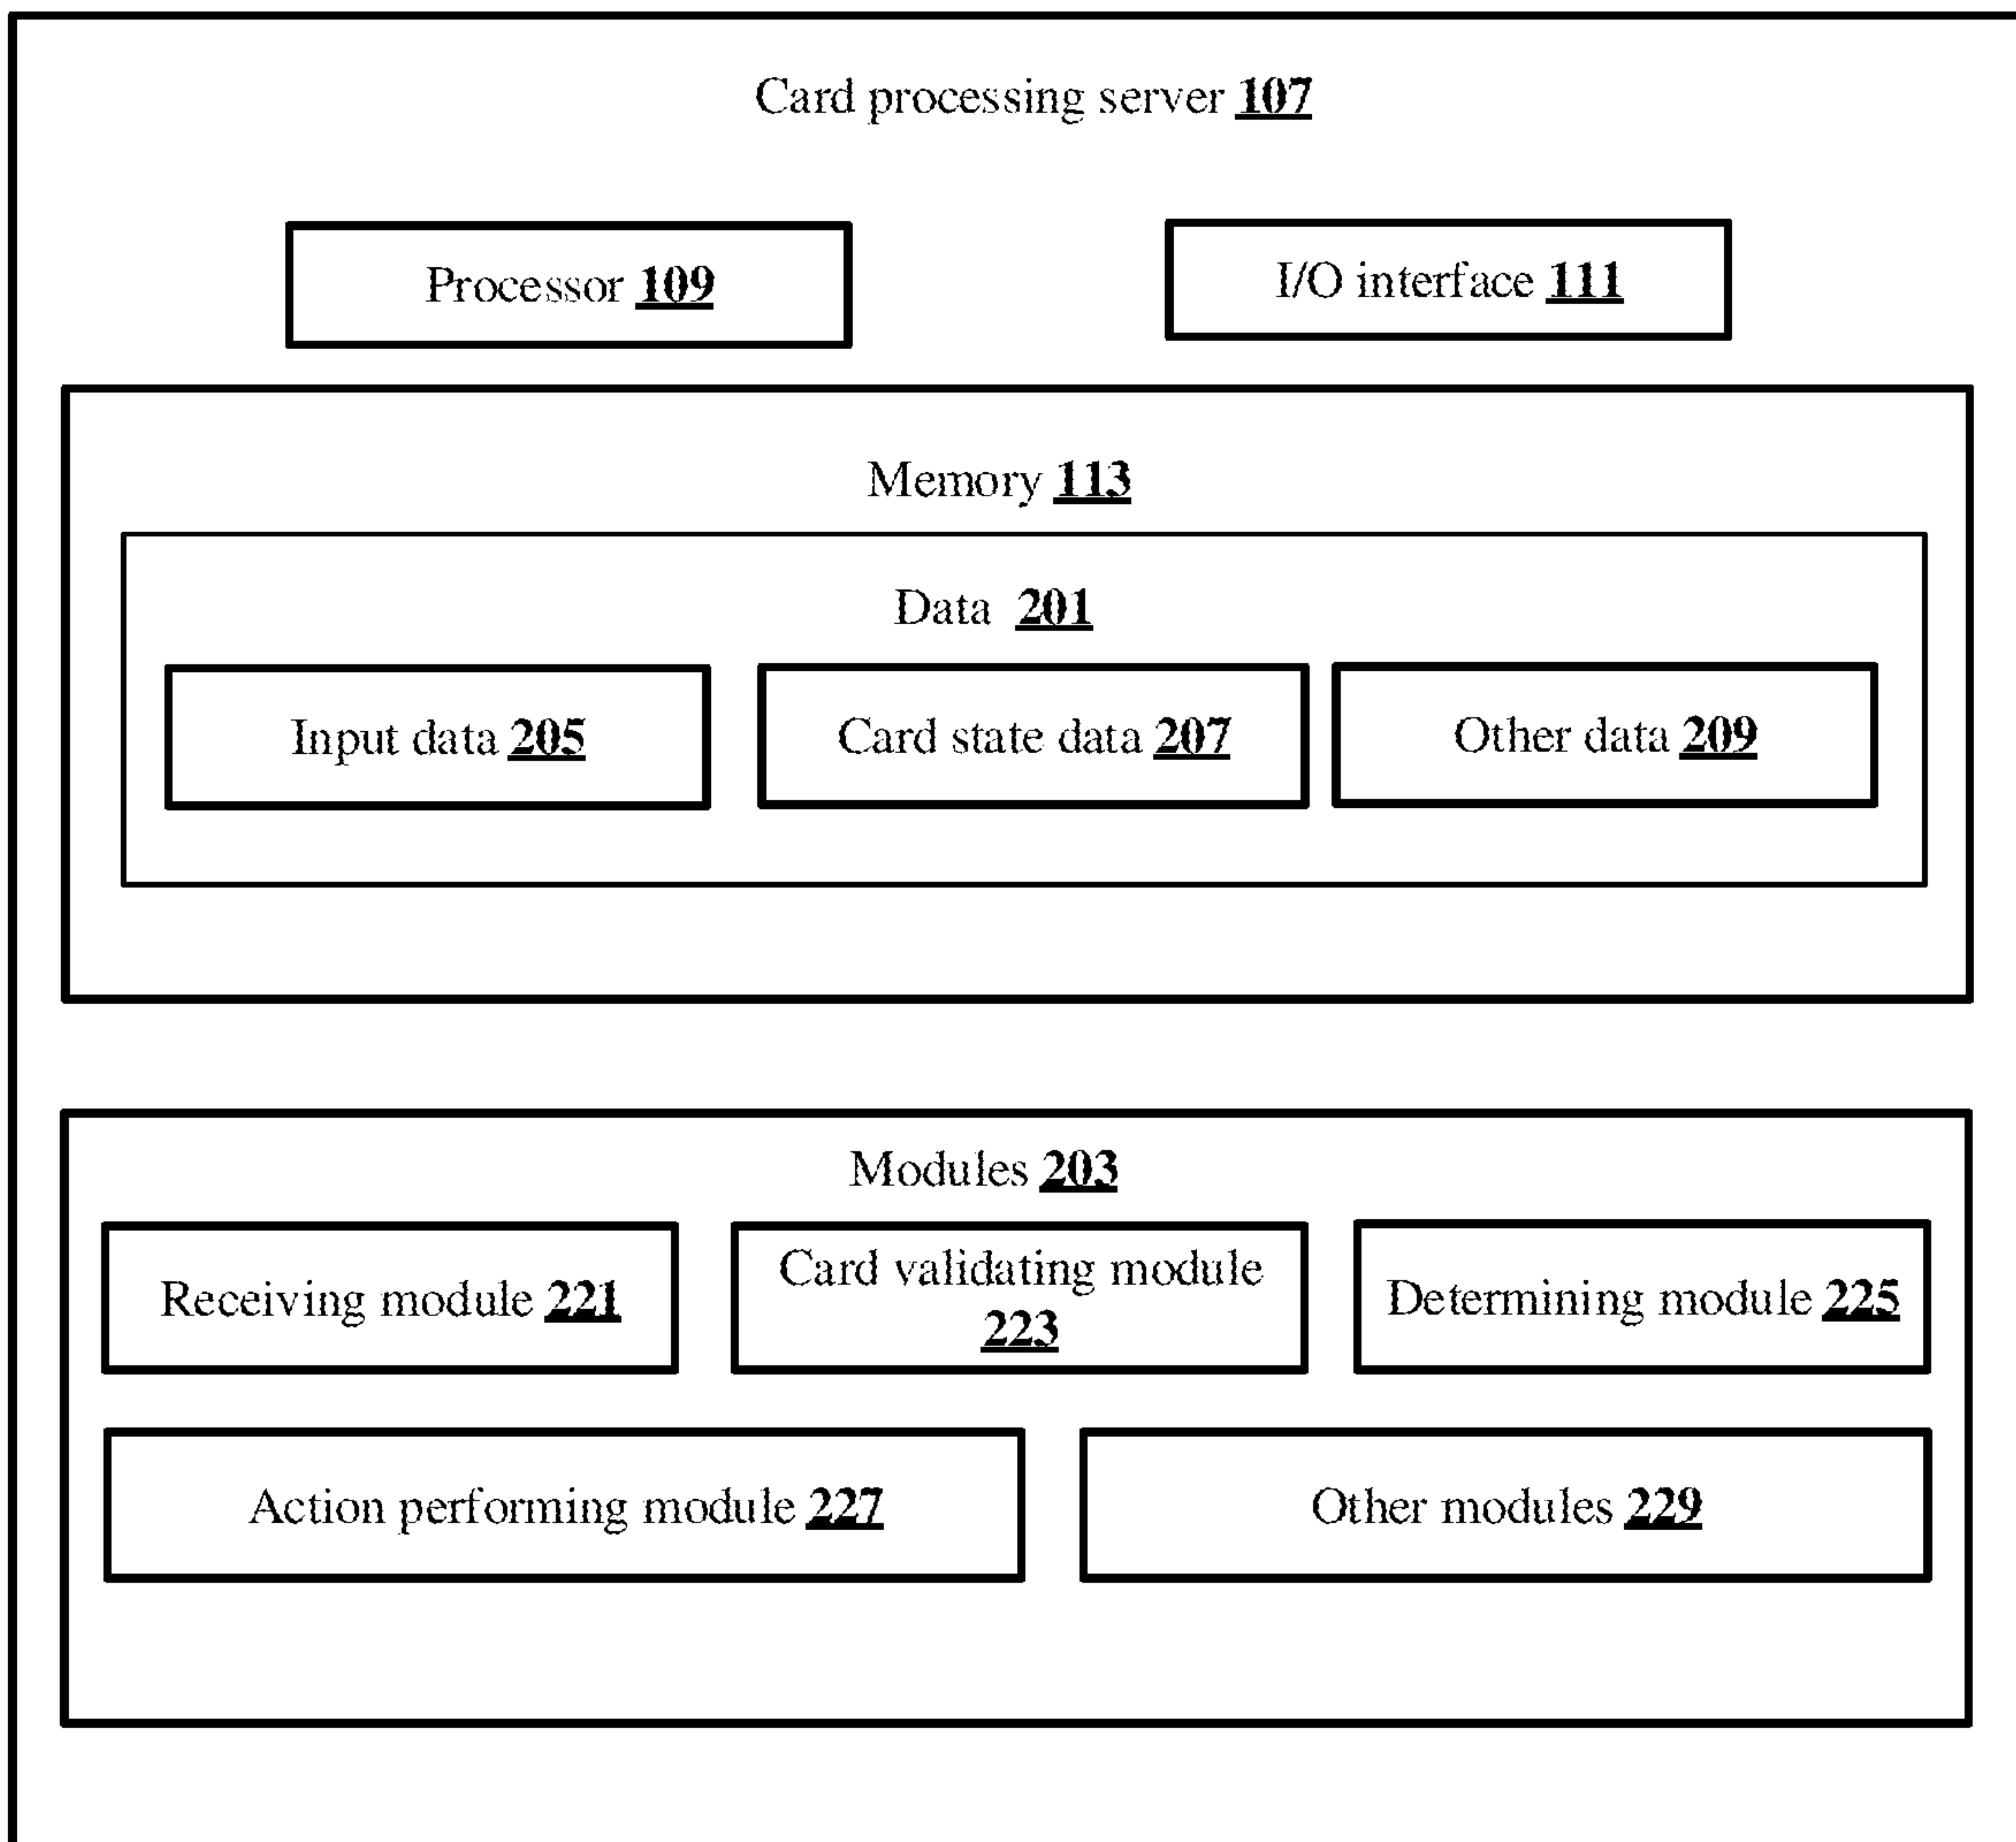 Card processing server 107
Processor 109
I/O interface 111
Memory 113
Data 201
Input data 205
Card state data 207
Other data 209
Modules 203
Receiving module 221
Card validating module
223
Determining module 225
Action performing module 227
Other modules 229